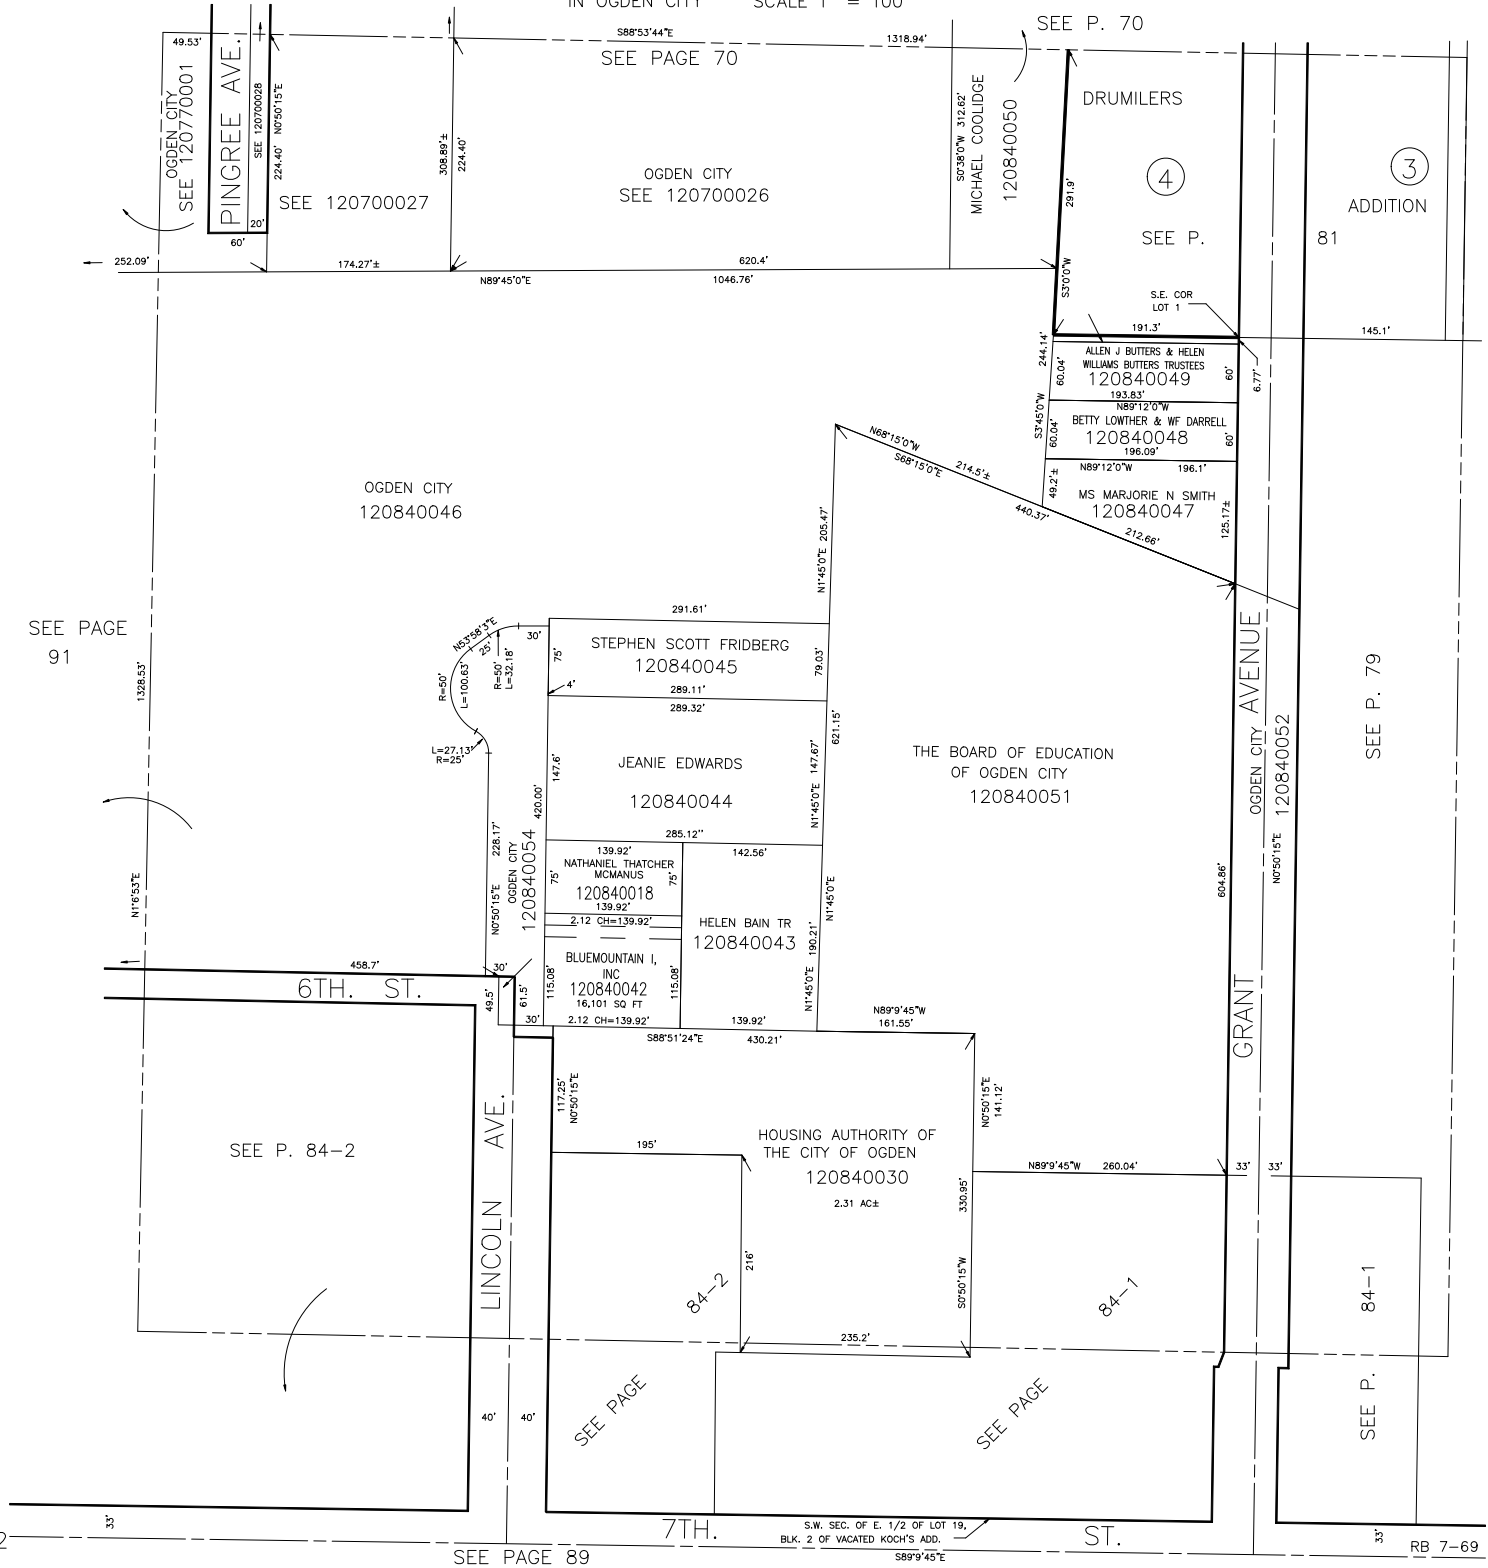 IN OGDEN CITY SCALE 1" = 100'
SEE P. 70
49.53'
S88°53'44"E
1318.94'
SEE PAGE 70
OGDEN CITY
SEE 120770001
PINGREE AVE.
SEE 120700028
224.40' N0°50'15"E
20'
60'
SEE 120700027
308.89'±
224.40'
OGDEN CITY
SEE 120700026
S0°38'0"W 312.62'
MICHAEL COOLIDGE
120840050
291.9'
S3°0'0"W
DRUMILERS
4
SEE P.
3
ADDITION
81
252.09'
174.27'±
620.4'
N89°45'0"E
1046.76'
S.E. COR
LOT 1
191.3'
145.1'
244.14'
S3°45'0"W
60.04'
ALLEN J BUTTERS & HELEN
WILLIAMS BUTTERS TRUSTEES
120840049
60'
6.77'
193.83'
N89°12'0"W
BETTY LOWTHER & WF DARRELL
120840048
60.04'
60'
196.09'
N89°12'0"W 196.1'
MS MARJORIE N SMITH
120840047
49.2'±
125.17'±
N68°15'0"W
S68°15'0"E
214.5'±
440.37'
212.66'
OGDEN CITY
120840046
N1°45'0"E 205.47'
SEE PAGE
91
1328.53'
N1°6'53"E
291.61'
STEPHEN SCOTT FRIDBERG
120840045
75'
79.03'
4'
289.11'
289.32'
N53°58'3"E
25'
30'
R=50'
L=100.63'
R=50'
L=32.18'
L=27.13'
R=25'
JEANIE EDWARDS
120840044
147.6'
420.00'
N1°45'0"E 147.67'
621.15'
285.12''
THE BOARD OF EDUCATION
OF OGDEN CITY
120840051
GRANT AVENUE
OGDEN CITY
120840052
N0°50'15"E
604.86'
SEE P. 79
N0°50'15"E 228.17'
OGDEN CITY
120840054
139.92'
NATHANIEL THATCHER
MCMANUS
120840018
75'
75'
139.92'
2.12 CH=139.92'
142.56'
HELEN BAIN TR
120840043
N1°45'0"E
N1°45'0"E 190.21'
BLUEMOUNTAIN I,
INC
120840042
16,101 SQ FT
115.08'
115.08'
2.12 CH=139.92'
139.92'
458.7'
30'
6TH. ST.
49.5'
61.5'
30'
S88°51'24"E 430.21'
N89°9'45"W
161.55'
117.25'
N0°50'15"E
N0°50'15"E
141.12'
195'
HOUSING AUTHORITY OF
THE CITY OF OGDEN
120840030
2.31 AC±
330.95'
S0°50'15"W
N89°9'45"W 260.04'
33' 33'
SEE P. 84-2
LINCOLN AVE.
216'
84-2
84-1
SEE P. 84-1
235.2'
40' 40'
SEE PAGE
SEE PAGE
33'
7TH. ST.
S.W. SEC. OF E. 1/2 OF LOT 19,
BLK. 2 OF VACATED KOCH'S ADD.
33'
2
SEE PAGE 89
S89°9'45"E
RB 7-69